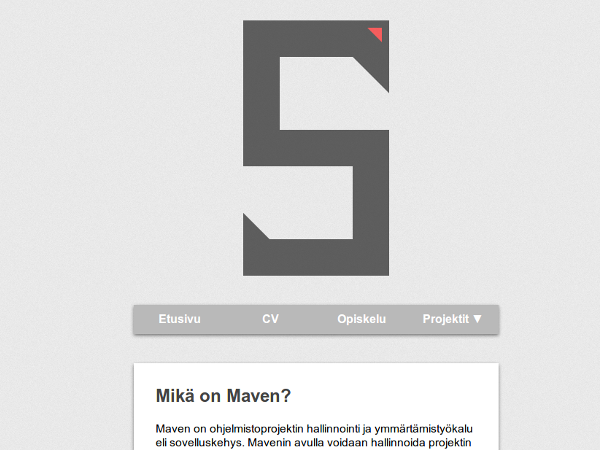 S
Etusivu CV Opiskelu Projektit ▼
Mikä on Maven?
Maven on ohjelmistoprojektin hallinnointi ja ymmärtämistyökalu
eli sovelluskehys. Mavenin avulla voidaan hallinnoida projektin